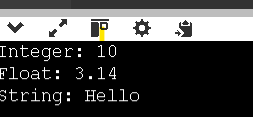 Integer: 10
Float: 3.14
String: Hello